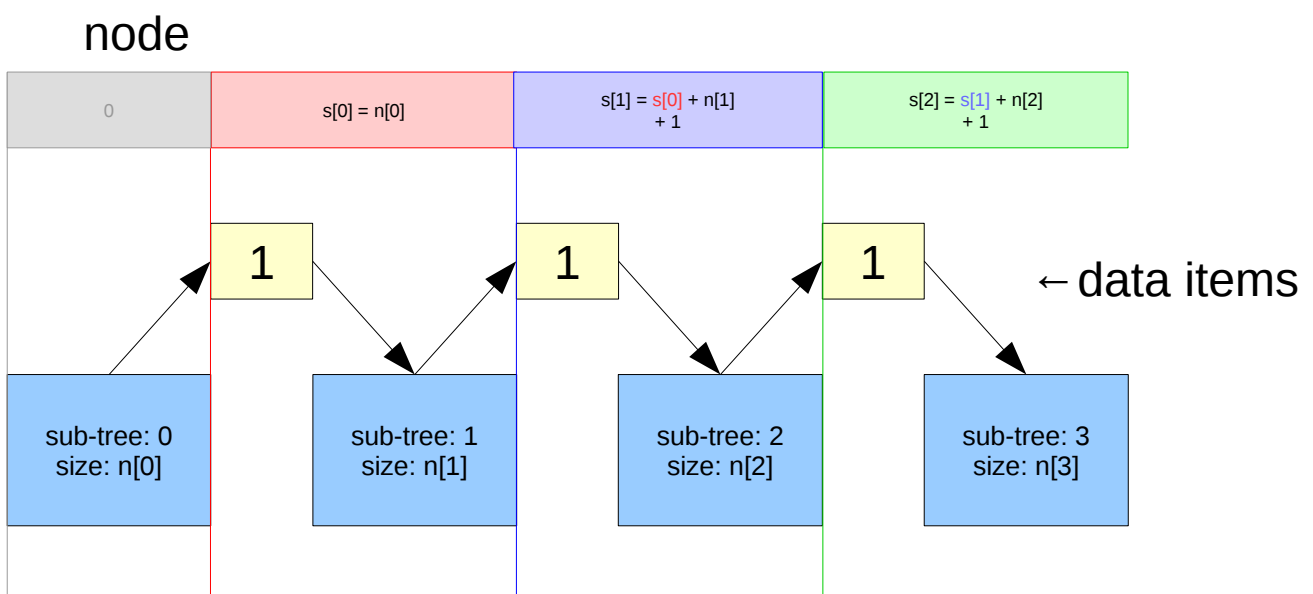 node
0
s[0] = n[0]
s[1] = s[0] + n[1]
+ 1
s[2] = s[1] + n[2]
+ 1
1
1
1
←data items
sub-tree: 0
size: n[0]
sub-tree: 1
size: n[1]
sub-tree: 2
size: n[2]
sub-tree: 3
size: n[3]